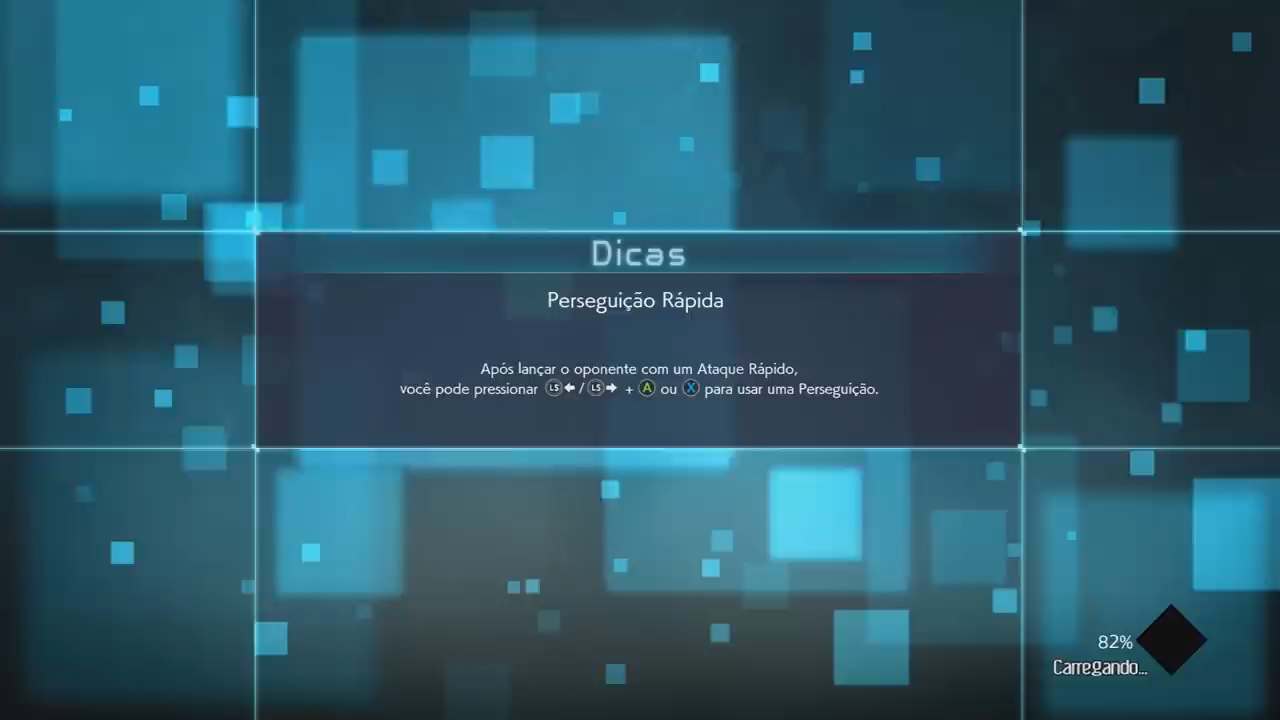 Dicas
Perseguição Rápida
Após lançar o oponente com um Ataque Rápido,
você pode pressionar LS / LS + A ou X para usar uma Perseguição.
82%
Carregando...